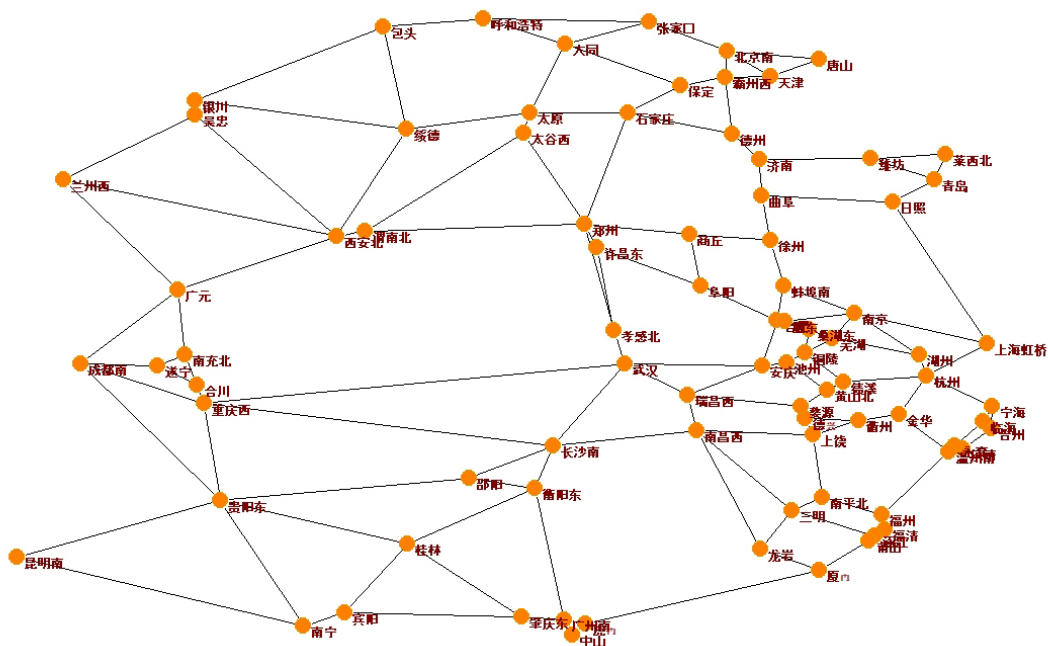 呼和浩特
张家口
包头
大同
北京南
唐山
天津
霸州西
保定
银川
吴忠
太原
石家庄
绥德
太谷西
德州
济南
潍坊
莱西北
青岛
兰州西
曲阜
日照
西安北
渭南北
郑州
商丘
徐州
许昌东
广元
阜阳
蚌埠南
南京
孝感北
巢湖东
芜湖
上海虹桥
南充北
铜陵
湖州
成都南
遂宁
武汉
安庆
池州
杭州
合川
绩溪
黄山北
重庆西
瑞昌西
婺源
宁海
德兴
衢州
金华
临海
台州
南昌西
上饶
长沙南
温州南
邵阳
衡阳东
贵阳东
南平北
三明
福州
福清
莆田
桂林
龙岩
昆明南
厦门
宾阳
南宁
肇庆东
广州南
中山